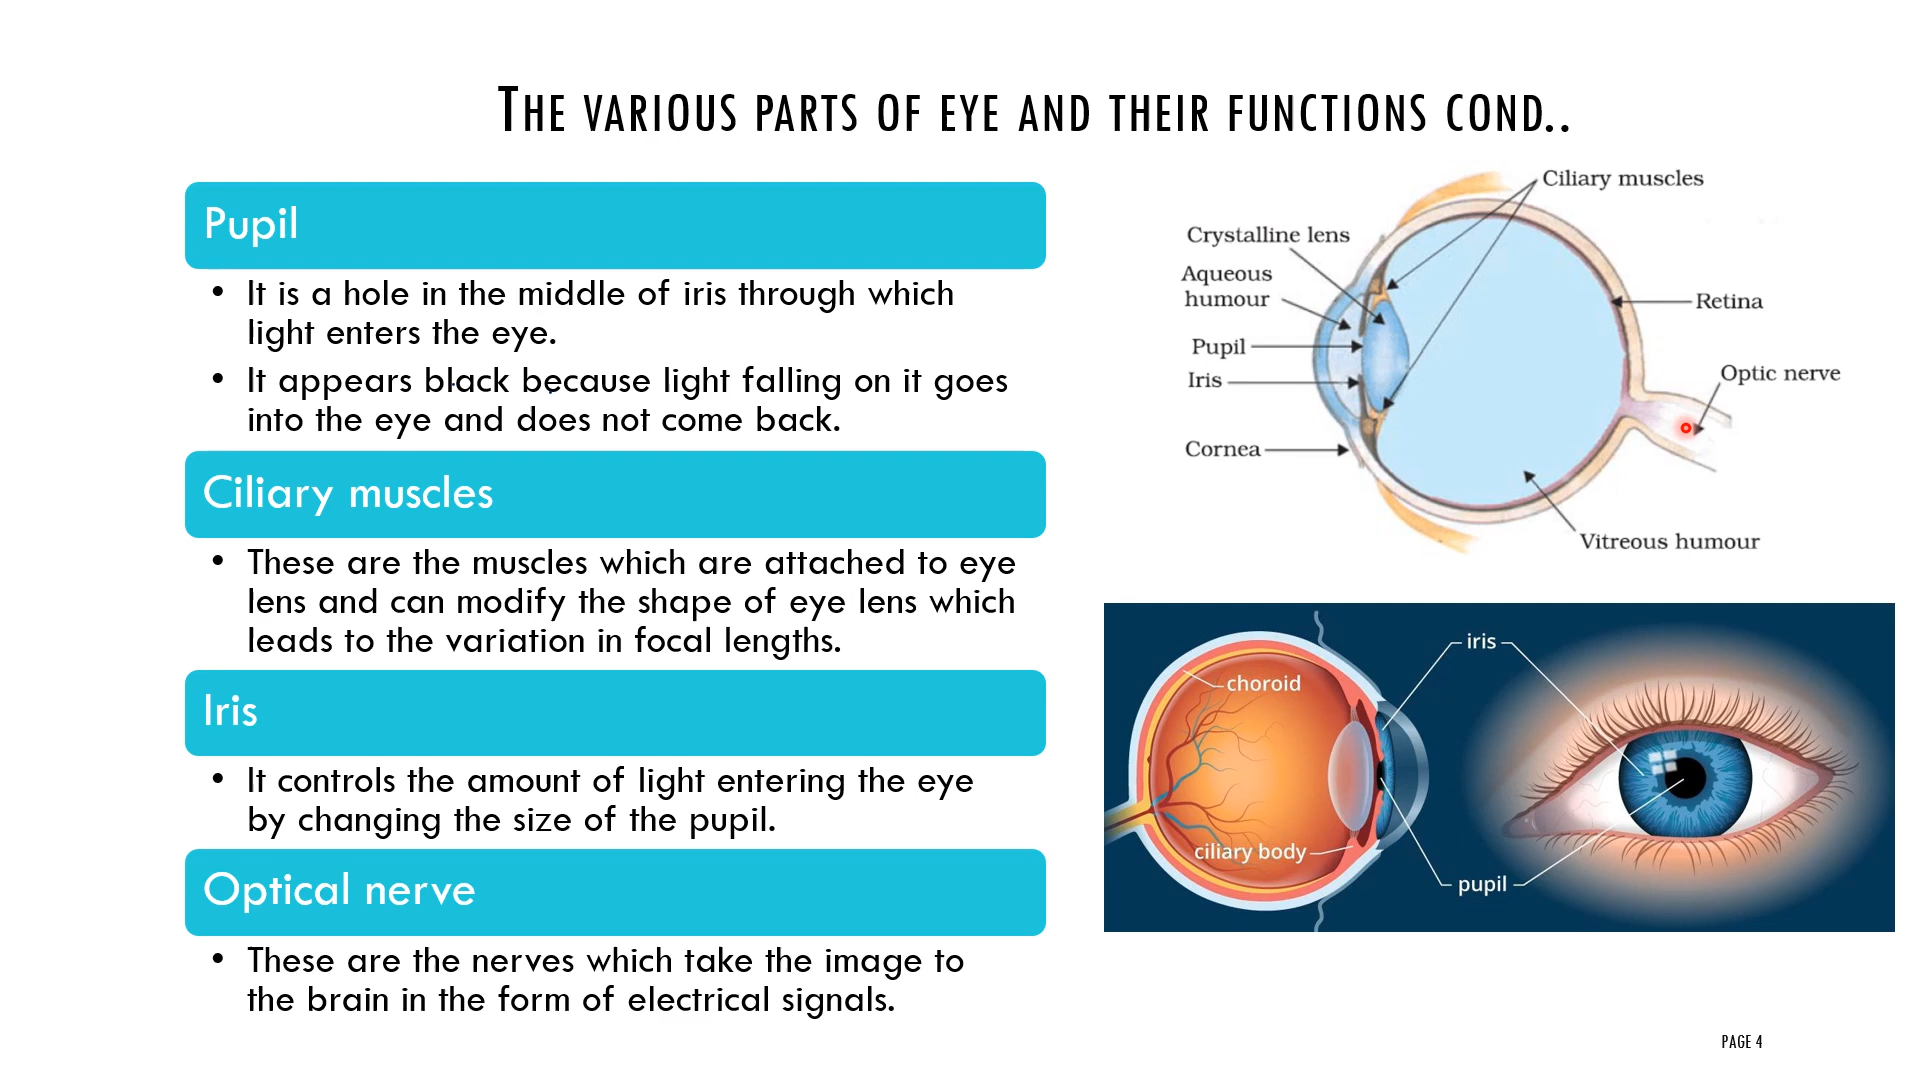 THE VARIOUS PARTS OF EYE AND THEIR FUNCTIONS COND..
Pupil
• It is a hole in the middle of iris through which
light enters the eye.
• It appears black because light falling on it goes
into the eye and does not come back.
Ciliary muscles
• These are the muscles which are attached to eye
lens and can modify the shape of eye lens which
leads to the variation in focal lengths.
Iris
• It controls the amount of light entering the eye
by changing the size of the pupil.
Optical nerve
• These are the nerves which take the image to
the brain in the form of electrical signals.
Ciliary muscles
Crystalline lens
Aqueous
humour
Pupil
Iris
Cornea
Retina
Optic nerve
Vitreous humour
iris
choroid
ciliary body
pupil
PAGE 4